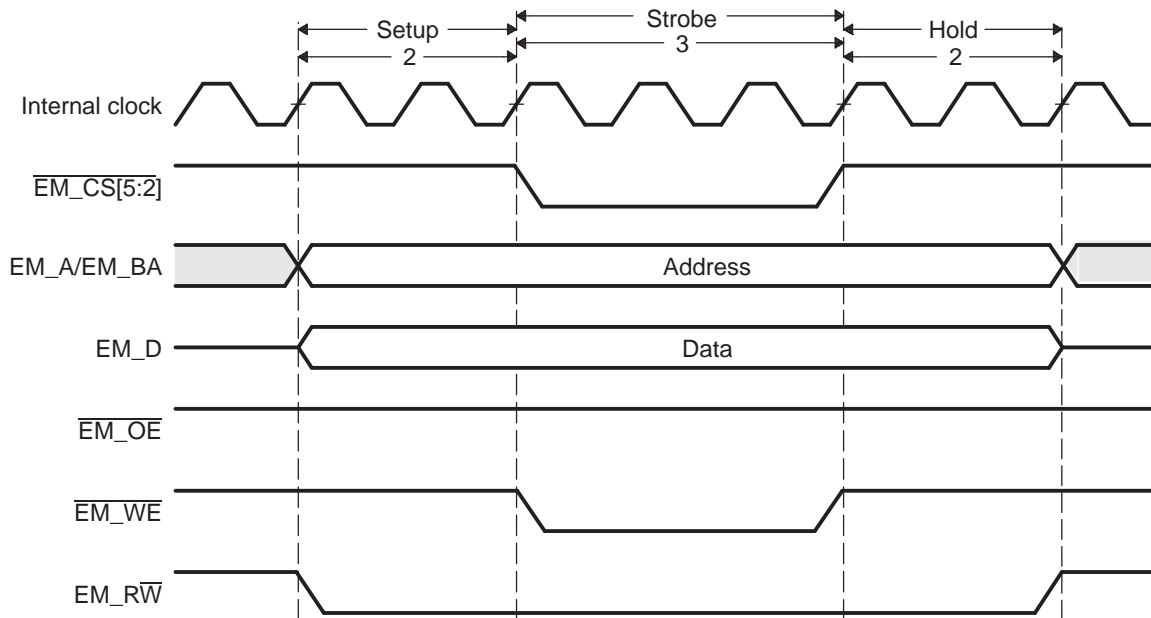 Setup
Strobe
Hold
2
3
2
Internal clock
EM_CS[5:2]
EM_A/EM_BA
Address
EM_D
Data
EM_OE
EM_WE
EM_RW